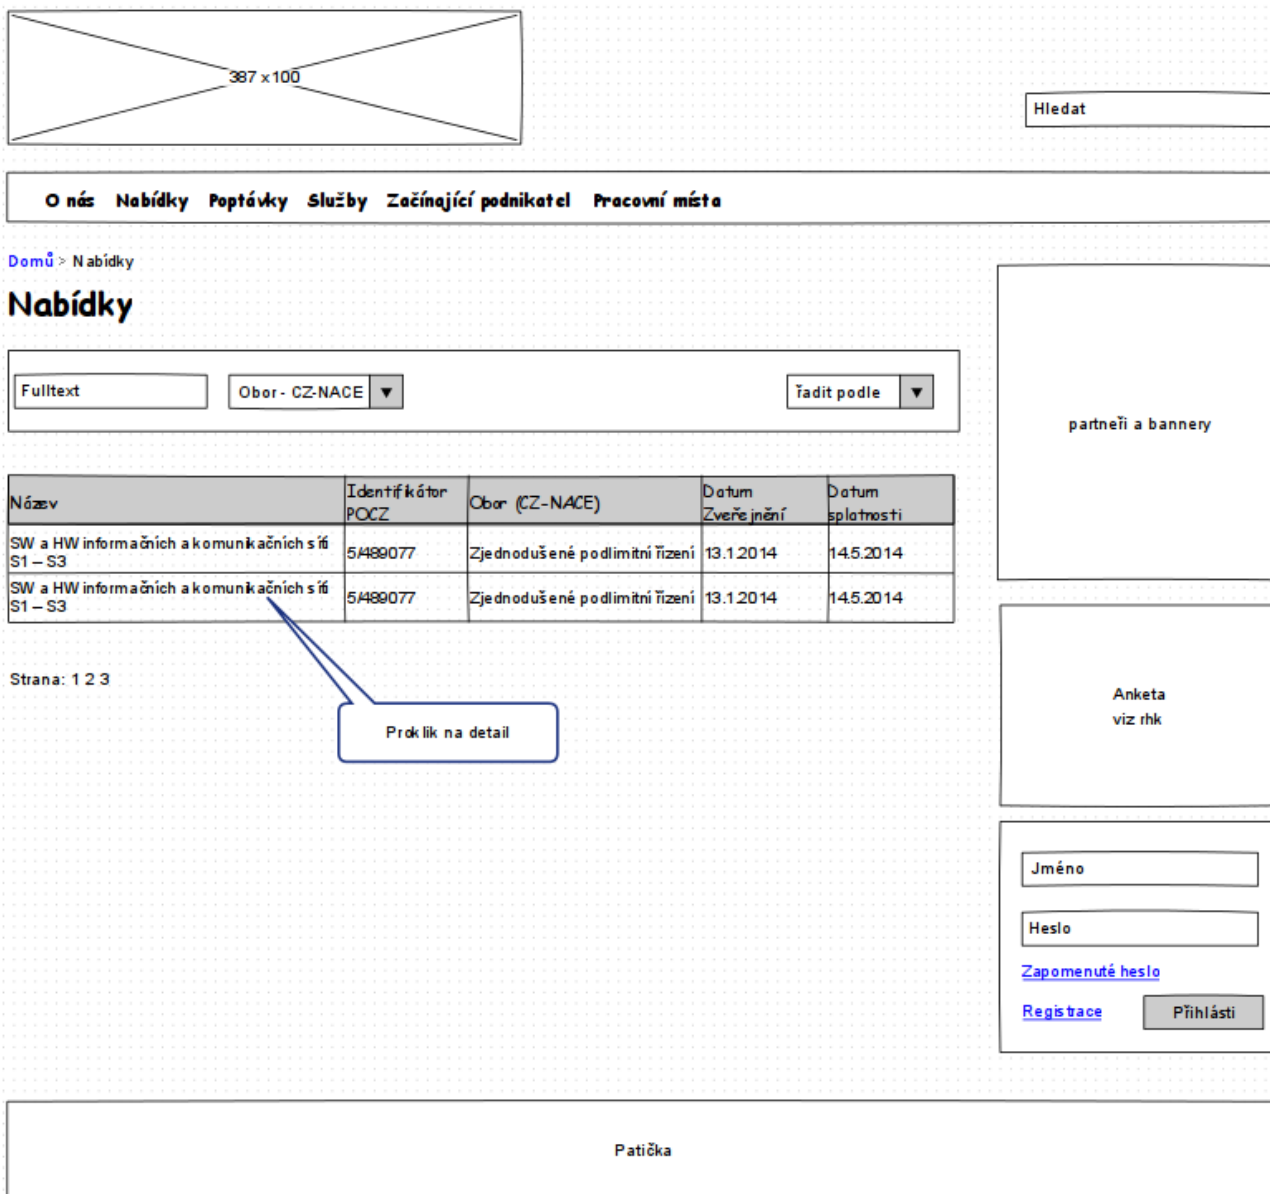 387 x 100
Hledat
O nás Nabídky Poptávky Služby Začínající podnikatel Pracovní místa
Domů > Nabídky
Nabídky
Fulltext
Obor - CZ-NACE ▼
řadit podle ▼
partneři a bannery
Název
Identifikátor
POCZ
Obor (CZ-NACE)
Datum
Zveřejnění
Datum
splatnosti
SW a HW informačních a komunikačních sítí
S1 – S3
5/489077
Zjednodušené podlimitní řízení
13.1.2014
14.5.2014
SW a HW informačních a komunikačních sítí
S1 – S3
5/489077
Zjednodušené podlimitní řízení
13.1.2014
14.5.2014
Strana: 1 2 3
Proklik na detail
Anketa
viz rhk
Jméno
Heslo
Zapomenuté heslo
Registrace
Přihlásti
Patička